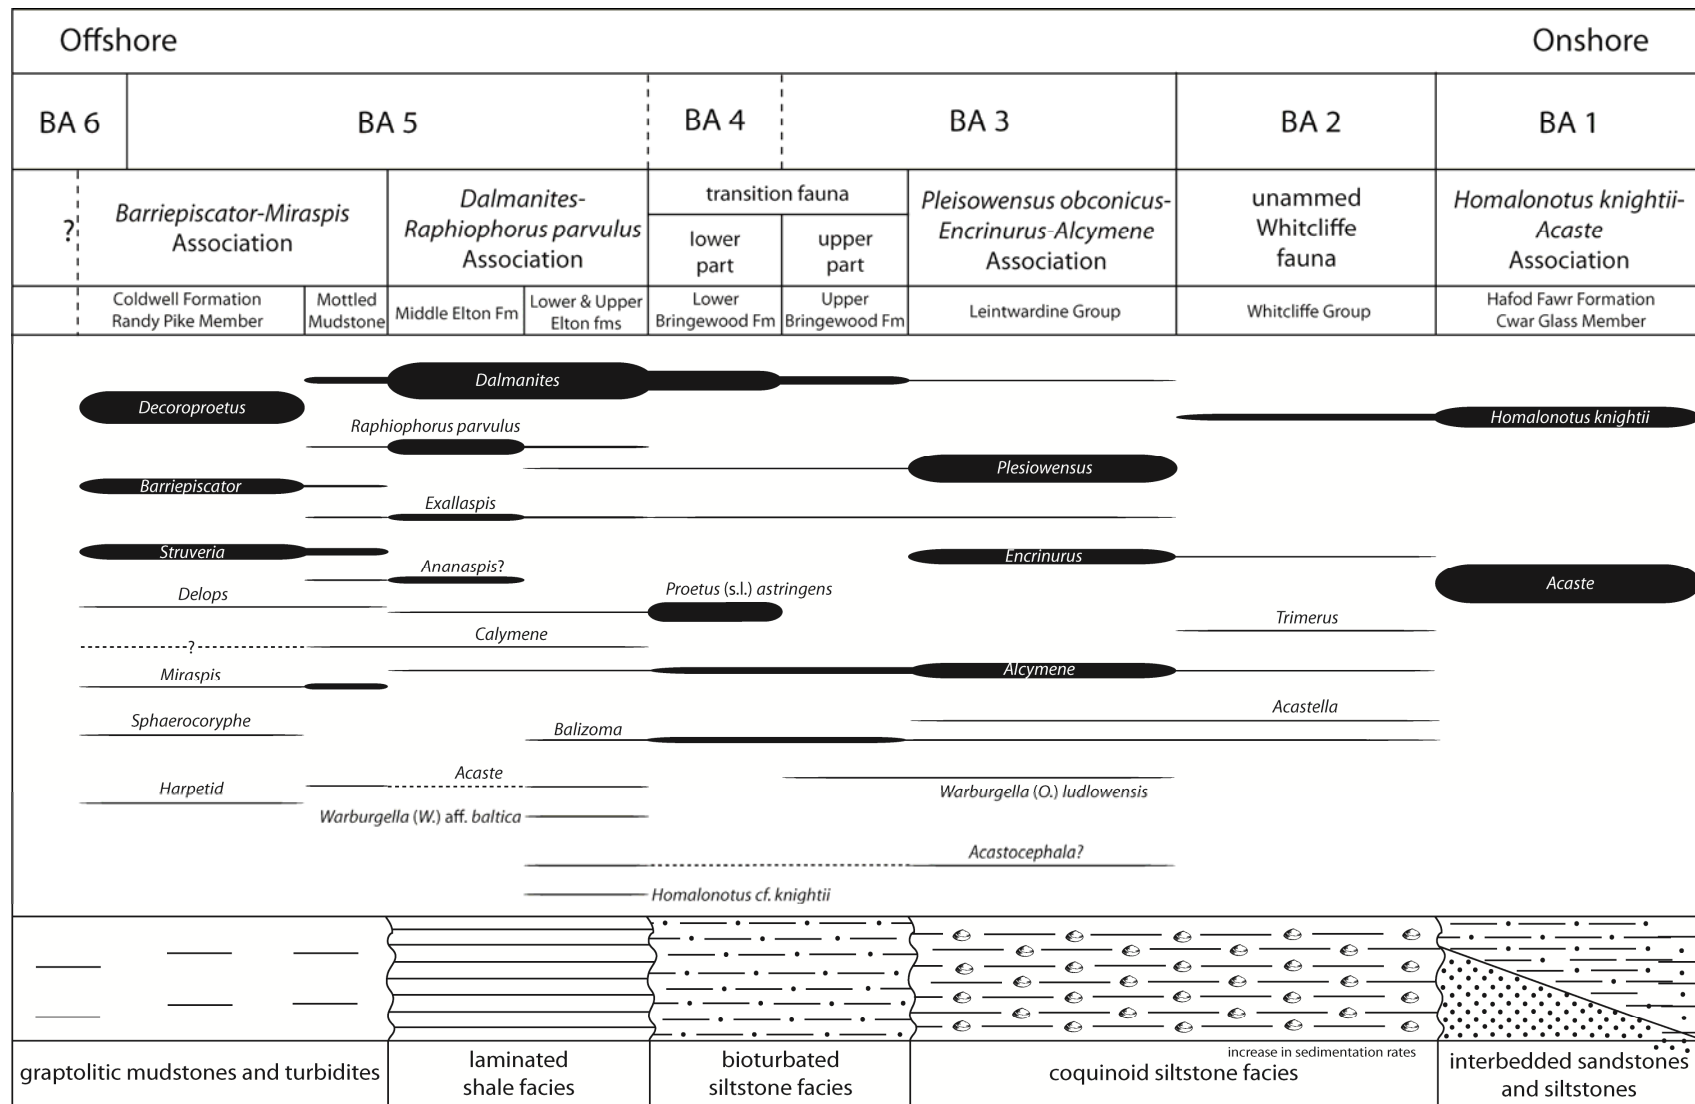 Offshore
Onshore
BA 6
BA 5
BA 4
BA 3
BA 2
BA 1
?
Barriepiscator-Miraspis
Association
Dalmanites-
Raphiophorus parvulus
Association
transition fauna
lower
part
upper
part
Pleisowensus obconicus-
Encrinurus-Alcymene
Association
unammed
Whitcliffe
fauna
Homalonotus knightii-
Acaste
Association
Coldwell Formation
Randy Pike Member
Mottled
Mudstone
Middle Elton Fm
Lower & Upper
Elton fms
Lower
Bringewood Fm
Upper
Bringewood Fm
Leintwardine Group
Whitcliffe Group
Hafod Fawr Formation
Cwar Glass Member
Dalmanites
Decoroproetus
Homalonotus knightii
Raphiophorus parvulus
Plesiowensus
Barriepiscator
Exallaspis
Struveria
Encrinurus
Ananaspis?
Acaste
Delops
Proetus (s.l.) astringens
Trimerus
Calymene
?
Miraspis
Alcymene
Acastella
Sphaerocoryphe
Balizoma
Acaste
Harpetid
Warburgella (O.) ludlowensis
Warburgella (W.) aff. baltica
Acastocephala?
Homalonotus cf. knightii
graptolitic mudstones and turbidites
laminated
shale facies
bioturbated
siltstone facies
increase in sedimentation rates
coquinoid siltstone facies
interbedded sandstones
and siltstones